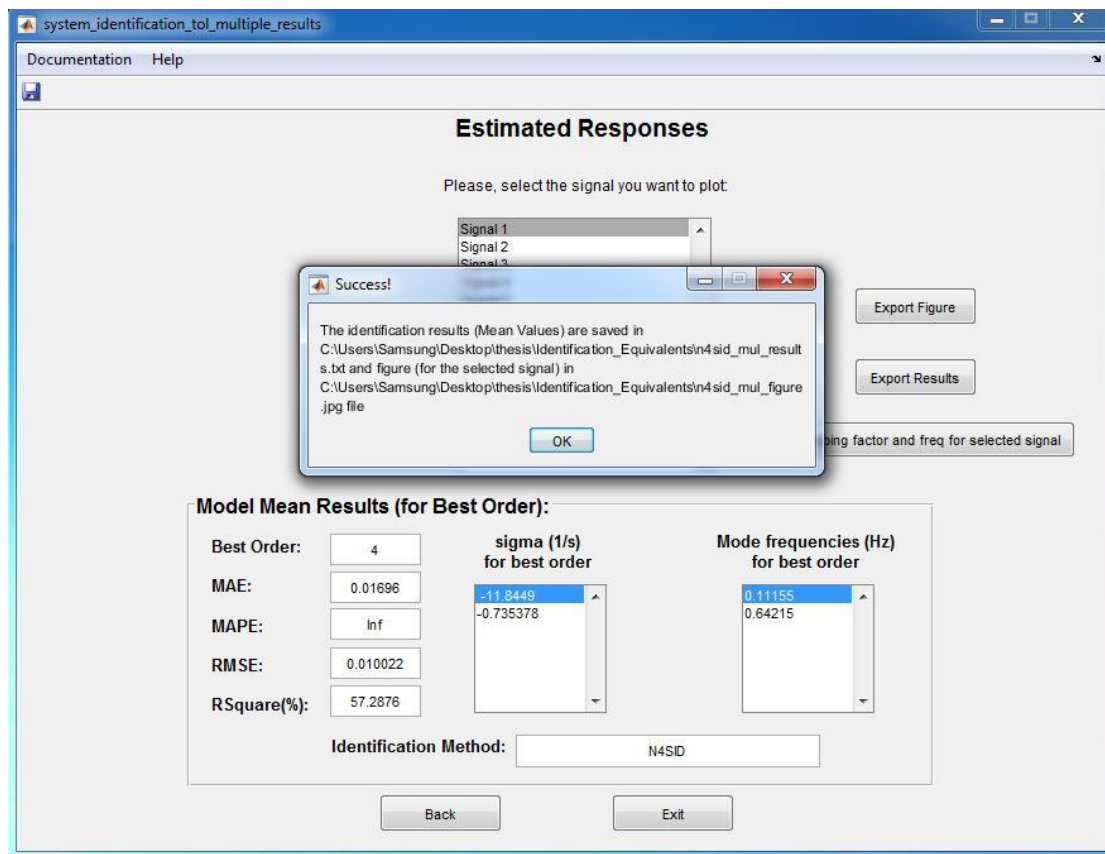 system_identification_tol_multiple_results
Documentation Help
Estimated Responses
Please, select the signal you want to plot:
Signal 1
Signal 2
Signal 3
Success!
The identification results (Mean Values) are saved in
C:\Users\Samsung\Desktop\thesis\Identification_Equivalents\n4sid_mul_result
s.txt and figure (for the selected signal) in
C:\Users\Samsung\Desktop\thesis\Identification_Equivalents\n4sid_mul_figure
.jpg file
OK
Export Figure
Export Results
factor and freq for selected signal
Model Mean Results (for Best Order):
Best Order: 4
MAE: 0.01696
MAPE: Inf
RMSE: 0.010022
RSquare(%): 57.2876
sigma (1/s)
for best order
-11.8449
-0.735378
Mode frequencies (Hz)
for best order
0.11155
0.64215
Identification Method: N4SID
Back
Exit